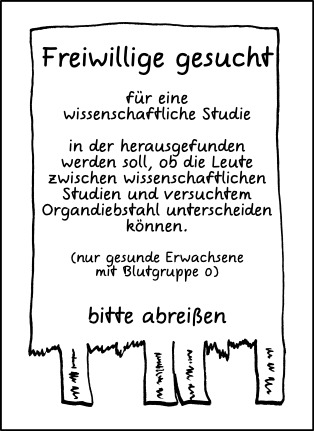 Freiwillige gesucht
für eine
wissenschaftliche Studie
in der herausgefunden
werden soll, ob die Leute
zwischen wissenschaftlichen
Studien und versuchtem
Organdiebstahl unterscheiden
können.
(nur gesunde Erwachsene
mit Blutgruppe 0)
bitte abreißen